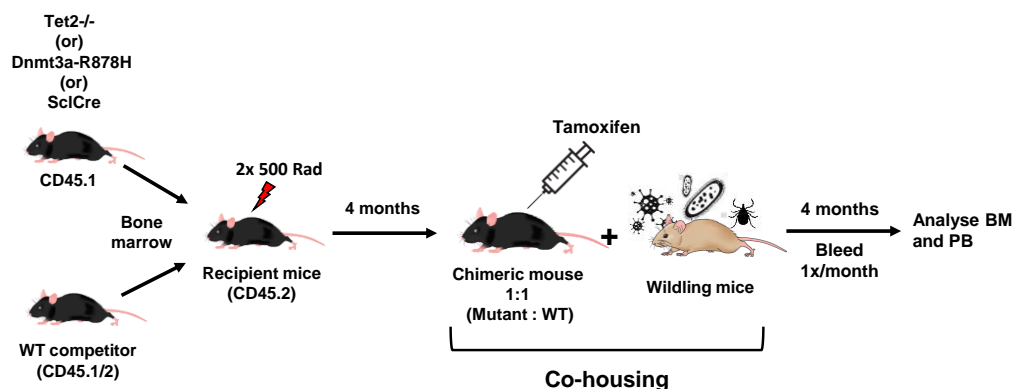 Tet2-/-
(or)
Dnmt3a-R878H
(or)
SclCre
CD45.1
Bone
marrow
WT competitor
(CD45.1/2)
2x 500 Rad
Recipient mice
(CD45.2)
4 months
Tamoxifen
Chimeric mouse
1:1
(Mutant : WT)
+
Wildling mice
Co-housing
4 months
Bleed
1x/month
Analyse BM
and PB